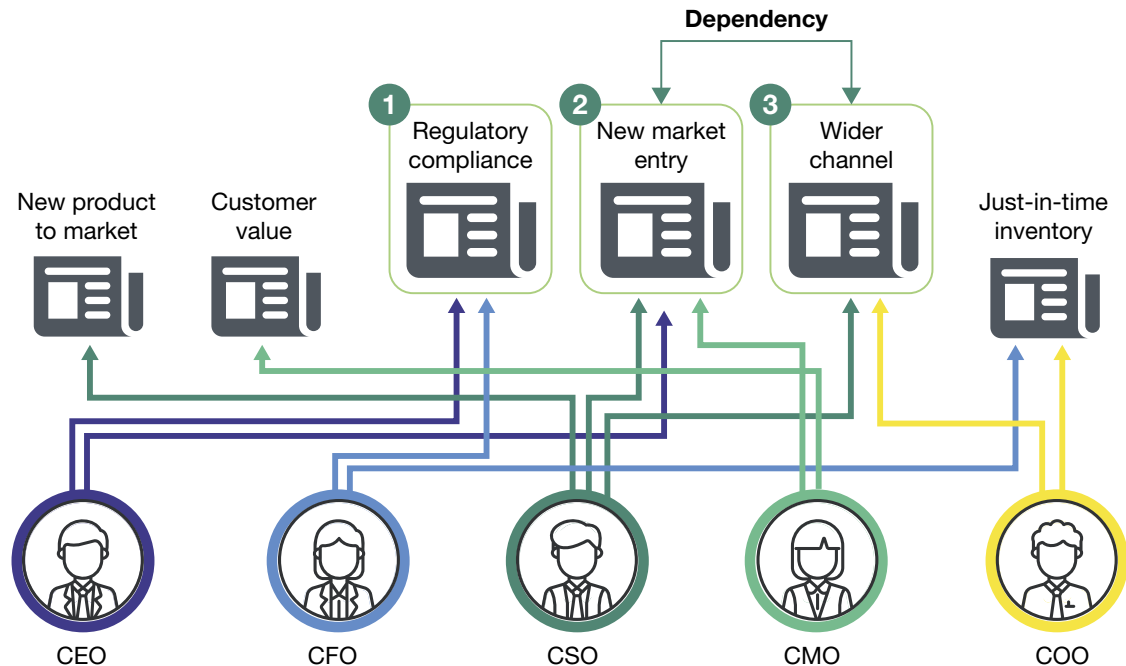 Dependency
1
Regulatory
compliance
2
New market
entry
3
Wider
channel
New product
to market
Customer
value
Just-in-time
inventory
CEO
CFO
CSO
CMO
COO